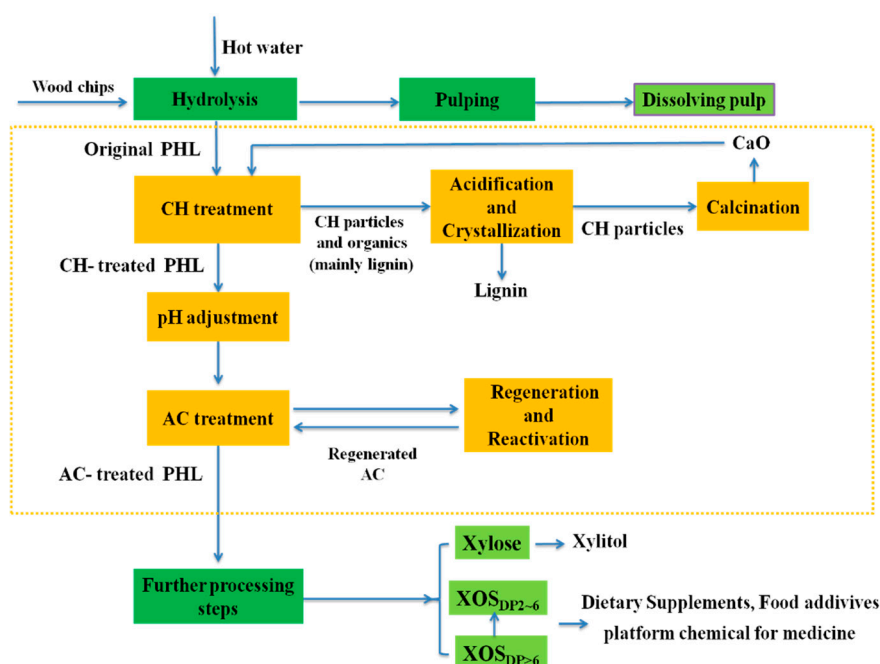 Hot water
Wood chips
Hydrolysis
Pulping
Dissolving pulp
Original PHL
CaO
CH treatment
CH particles
and organics
(mainly lignin)
Acidification
and
Crystallization
CH particles
Calcination
CH- treated PHL
Lignin
pH adjustment
AC treatment
Regenerated
AC
Regeneration
and
Reactivation
AC- treated PHL
Further processing
steps
Xylose
Xylitol
XOSDP2~6
XOSDP>6
Dietary Supplements, Food addivives
platform chemical for medicine